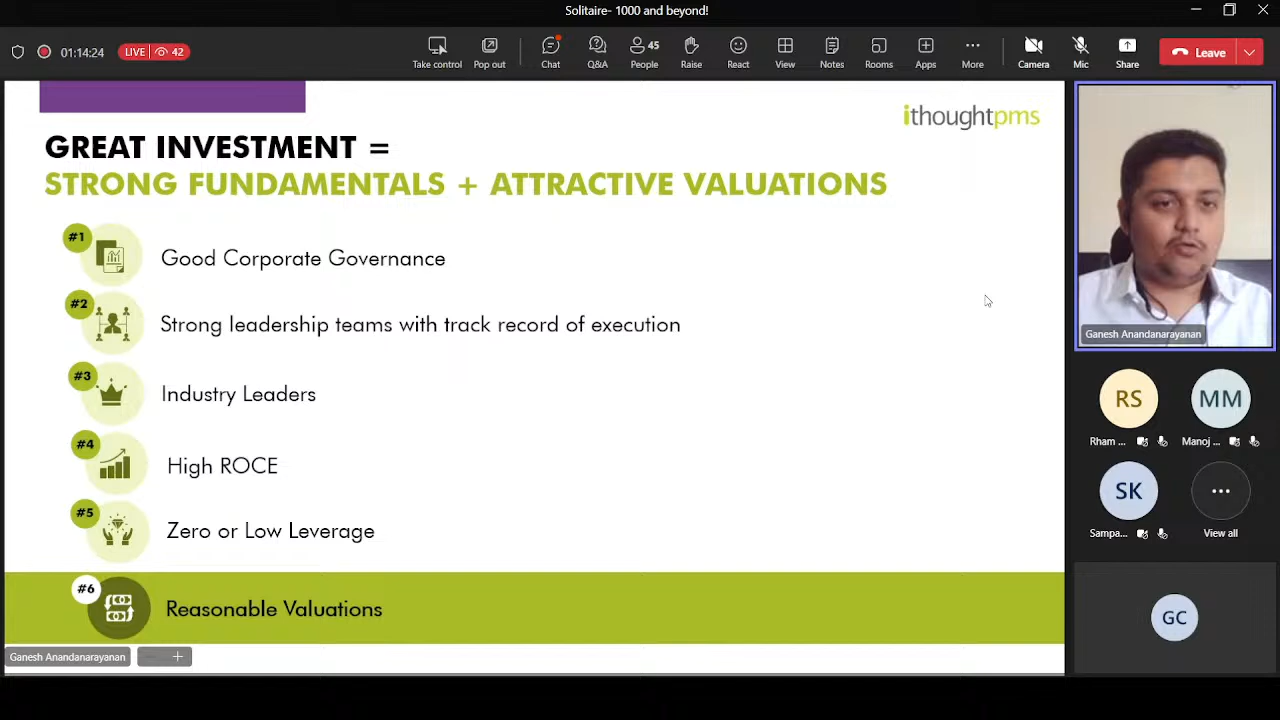 Solitaire- 1000 and beyond!
01:14:24
LIVE 42
Take control
Pop out
Chat
Q&A
45
People
Raise
React
View
Notes
Rooms
Apps
More
Camera
Mic
Share
Leave
ithoughtpms
GREAT INVESTMENT =
STRONG FUNDAMENTALS + ATTRACTIVE VALUATIONS
#1 Good Corporate Governance
#2 Strong leadership teams with track record of execution
#3 Industry Leaders
#4 High ROCE
#5 Zero or Low Leverage
#6 Reasonable Valuations
Ganesh Anandanarayanan
Ganesh Anandanarayanan
RS
MM
Rham ...
Manoj ...
SK
Sampa...
View all
GC